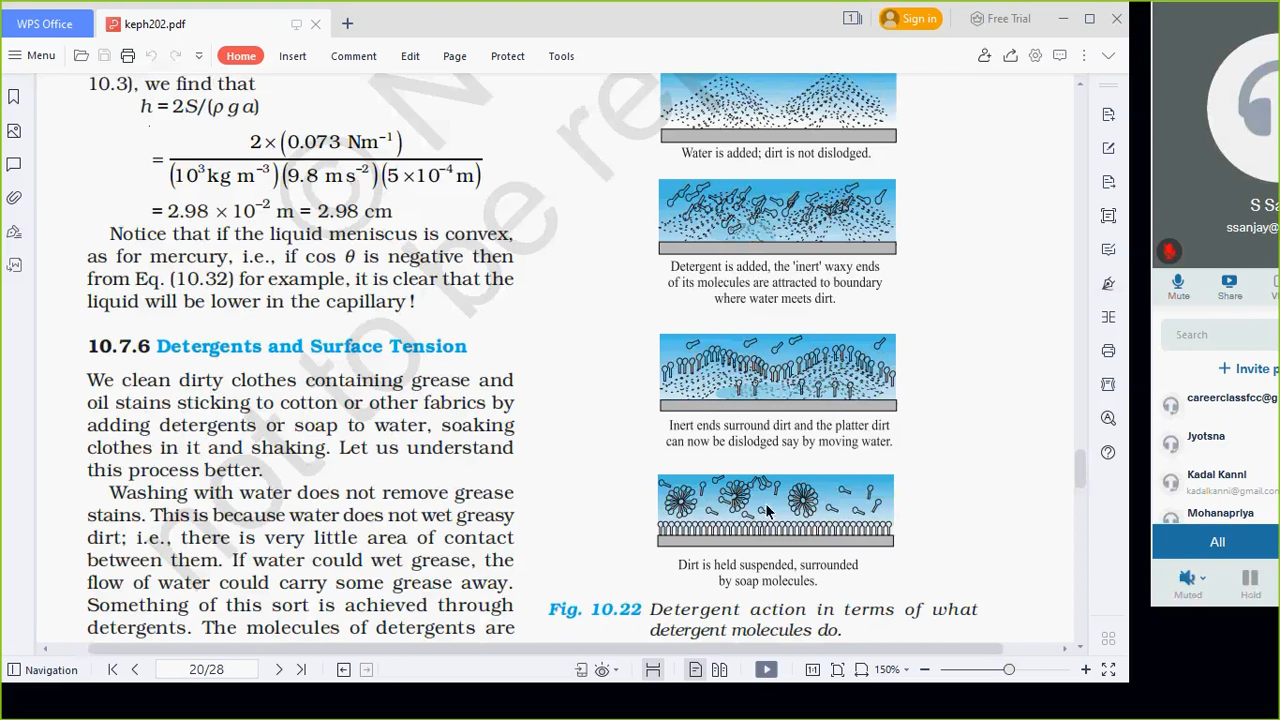 WPS Office
keph202.pdf
Sign in
Free Trial
Menu
Home
Insert
Comment
Edit
Page
Protect
Tools
10.3), we find that
h = 2S/(ρ g a)
= 2×(0.073 Nm⁻¹)
(10³kg m⁻³)(9.8 m s⁻²)(5 ×10⁻⁴m)
= 2.98 × 10⁻² m = 2.98 cm
Notice that if the liquid meniscus is convex,
as for mercury, i.e., if cos θ is negative then
from Eq. (10.32) for example, it is clear that the
liquid will be lower in the capillary !
10.7.6 Detergents and Surface Tension
We clean dirty clothes containing grease and
oil stains sticking to cotton or other fabrics by
adding detergents or soap to water, soaking
clothes in it and shaking. Let us understand
this process better.
Washing with water does not remove grease
stains. This is because water does not wet greasy
dirt; i.e., there is very little area of contact
between them. If water could wet grease, the
flow of water could carry some grease away.
Something of this sort is achieved through
detergents. The molecules of detergents are
Water is added; dirt is not dislodged.
Detergent is added, the 'inert' waxy ends
of its molecules are attracted to boundary
where water meets dirt.
Inert ends surround dirt and the platter dirt
can now be dislodged say by moving water.
Dirt is held suspended, surrounded
by soap molecules.
Fig. 10.22 Detergent action in terms of what
detergent molecules do.
©
not to be re
Navigation
20/28
150%
S Sa
ssanjay@
Mute
Share
Search
+ Invite p
careerclassfcc@g
Jyotsna
Kadal Kannl
kadalkanni@gmail.com
Mohanapriya
All
Muted
Hold